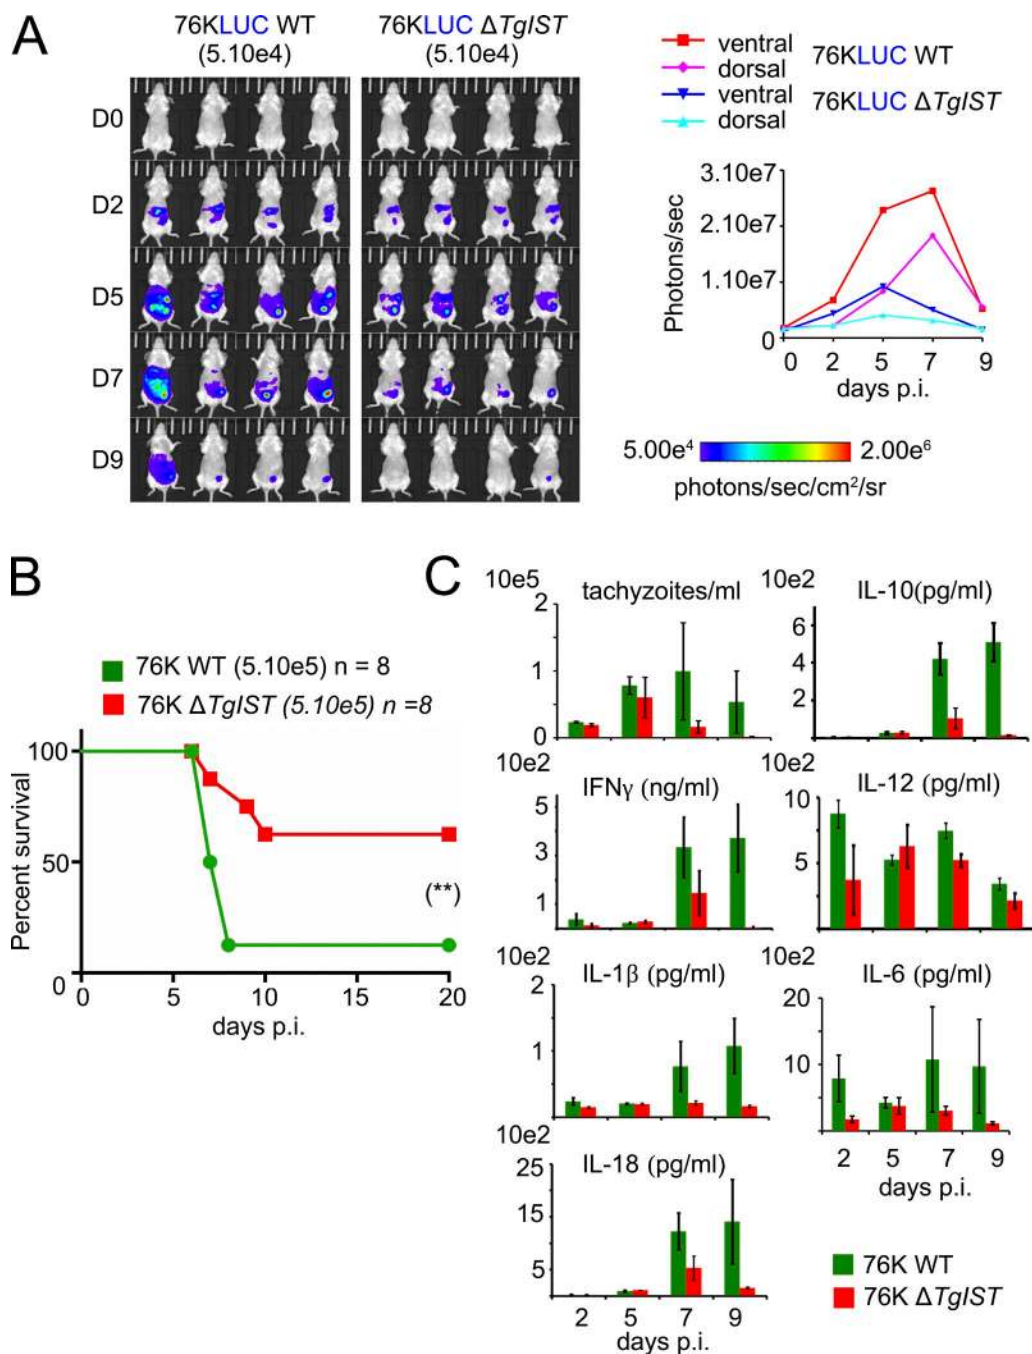 A
76KLUC WT
(5.10e4)
76KLUC ΔTgIST
(5.10e4)
D0
D2
D5
D7
D9
ventral
dorsal
76KLUC WT
ventral
dorsal
76KLUC ΔTgIST
Photons/sec
3.10e7
2.10e7
1.10e7
0
0 2 5 7 9
days p.i.
5.00e⁴ 2.00e⁶
photons/sec/cm²/sr
B
76K WT (5.10e5) n = 8
76K ΔTgIST (5.10e5) n =8
Percent survival
100
50
0
(**)
0 5 10 15 20
days p.i.
C
10e5
tachyzoites/ml
2
1
0
10e2
IL-10(pg/ml)
6
4
2
10e2
IFNγ (ng/ml)
5
3
1
10e2
IL-12 (pg/ml)
10
5
10e2
IL-1β (pg/ml)
2
1
10e2
IL-6 (pg/ml)
20
10
2 5 7 9
days p.i.
10e2
IL-18 (pg/ml)
25
15
5
2 5 7 9
days p.i.
76K WT
76K ΔTgIST